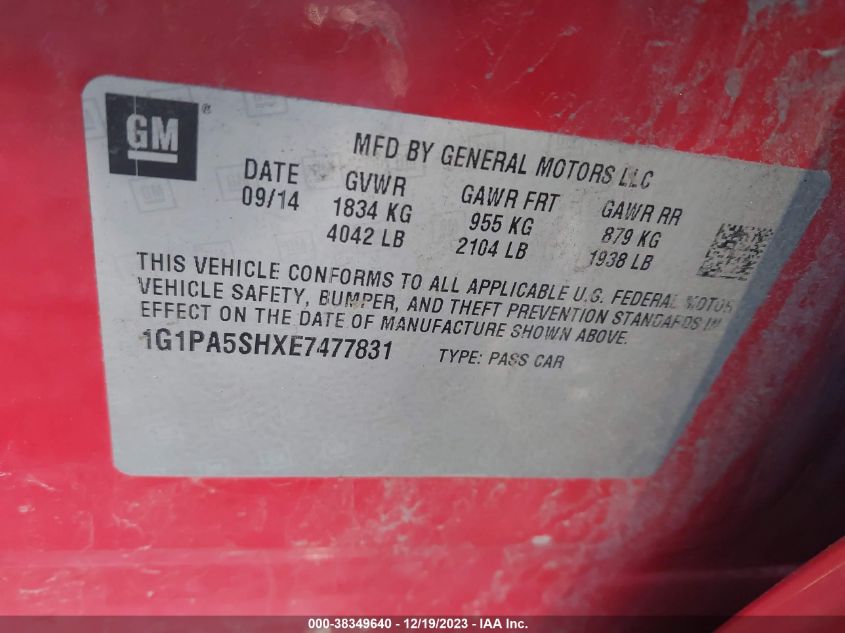 GM®
MFD BY GENERAL MOTORS LLC
DATE GVWR GAWR FRT GAWR RR
09/14 1834 KG 955 KG 879 KG
4042 LB 2104 LB 1938 LB
THIS VEHICLE CONFORMS TO ALL APPLICABLE U.S. FEDERAL MOTOR
VEHICLE SAFETY, BUMPER, AND THEFT PREVENTION STANDARDS IN
EFFECT ON THE DATE OF MANUFACTURE SHOWN ABOVE.
1G1PA5SHXE7477831 TYPE: PASS CAR
000-38349640 - 12/19/2023 - IAA Inc.